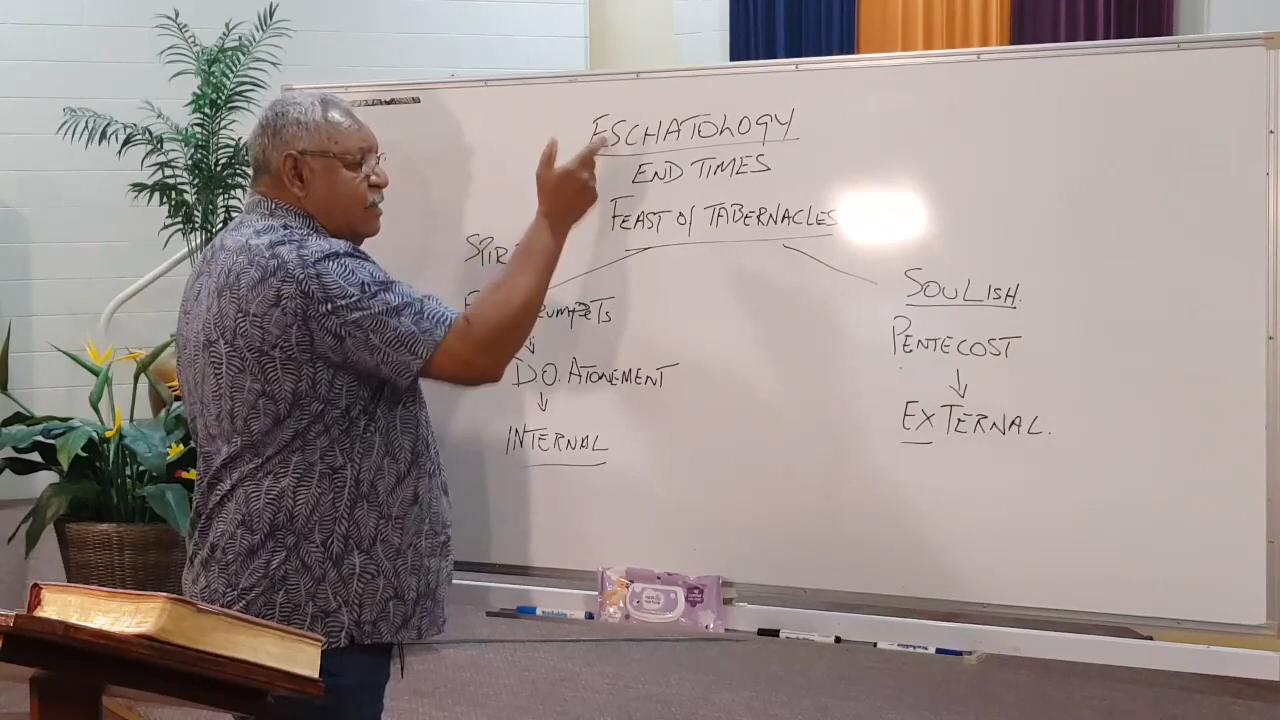 ESCHATOLOGY
END TIMES
FEAST Of TABERNACLES
SOULISH.
PENTECOST
↓
EXTERNAL.
↓
D.O. ATONEMENT
↓
INTERNAL